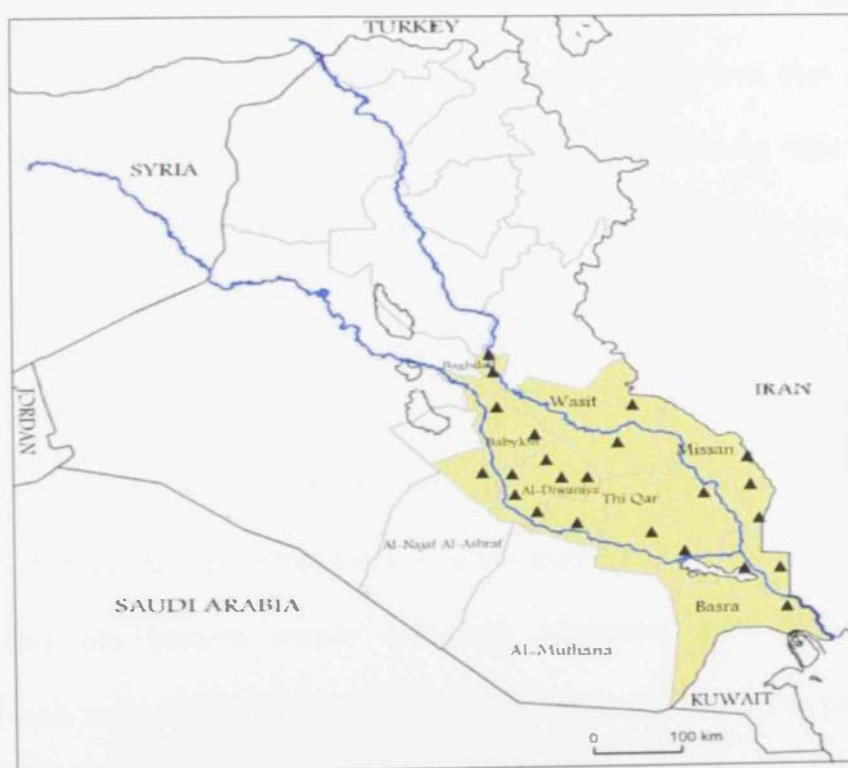 TURKEY
SYRIA
Baghdad
Wasit
IRAN
JORDAN
Babylon
Missan
Al-Diwaniya
Thi Qar
Al-Najaf Al-Ashraf
SAUDI ARABIA
Basra
Al-Muthana
KUWAIT
0 100 km